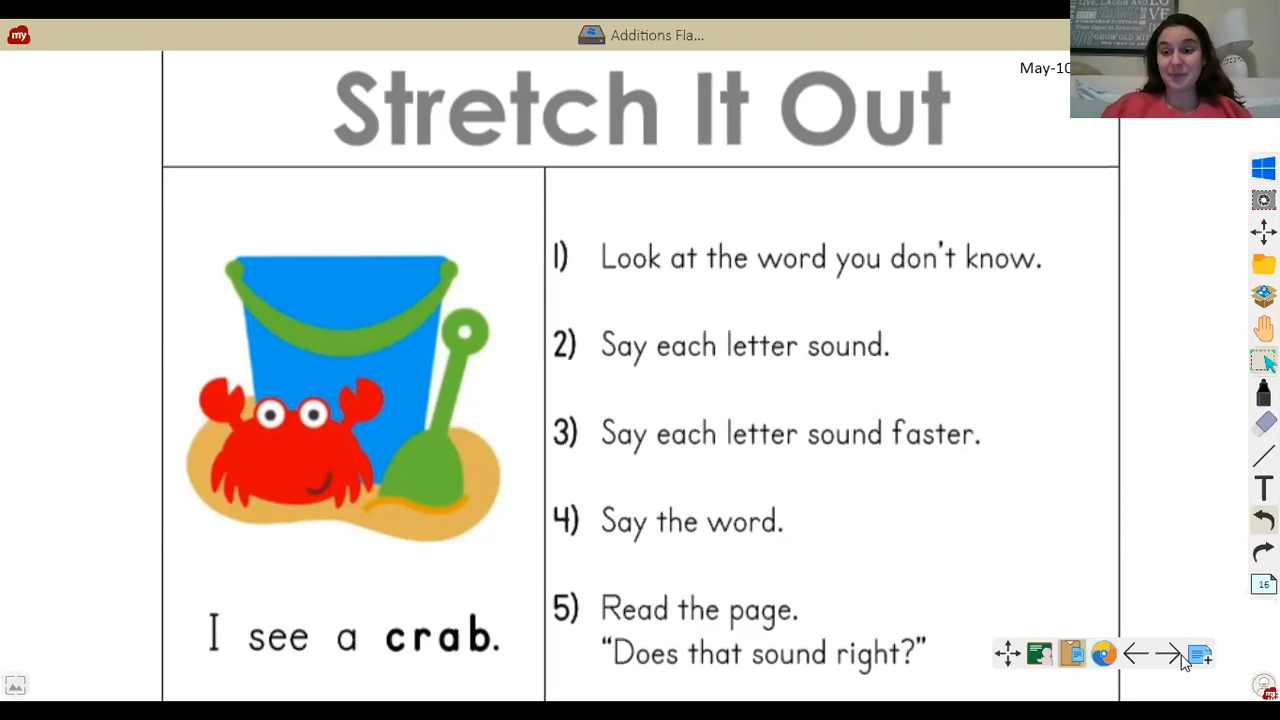 my
Additions Fla...
May-10
Stretch It Out
1) Look at the word you don't know.
2) Say each letter sound.
3) Say each letter sound faster.
4) Say the word.
5) Read the page.
"Does that sound right?"
I see a crab.
T
16